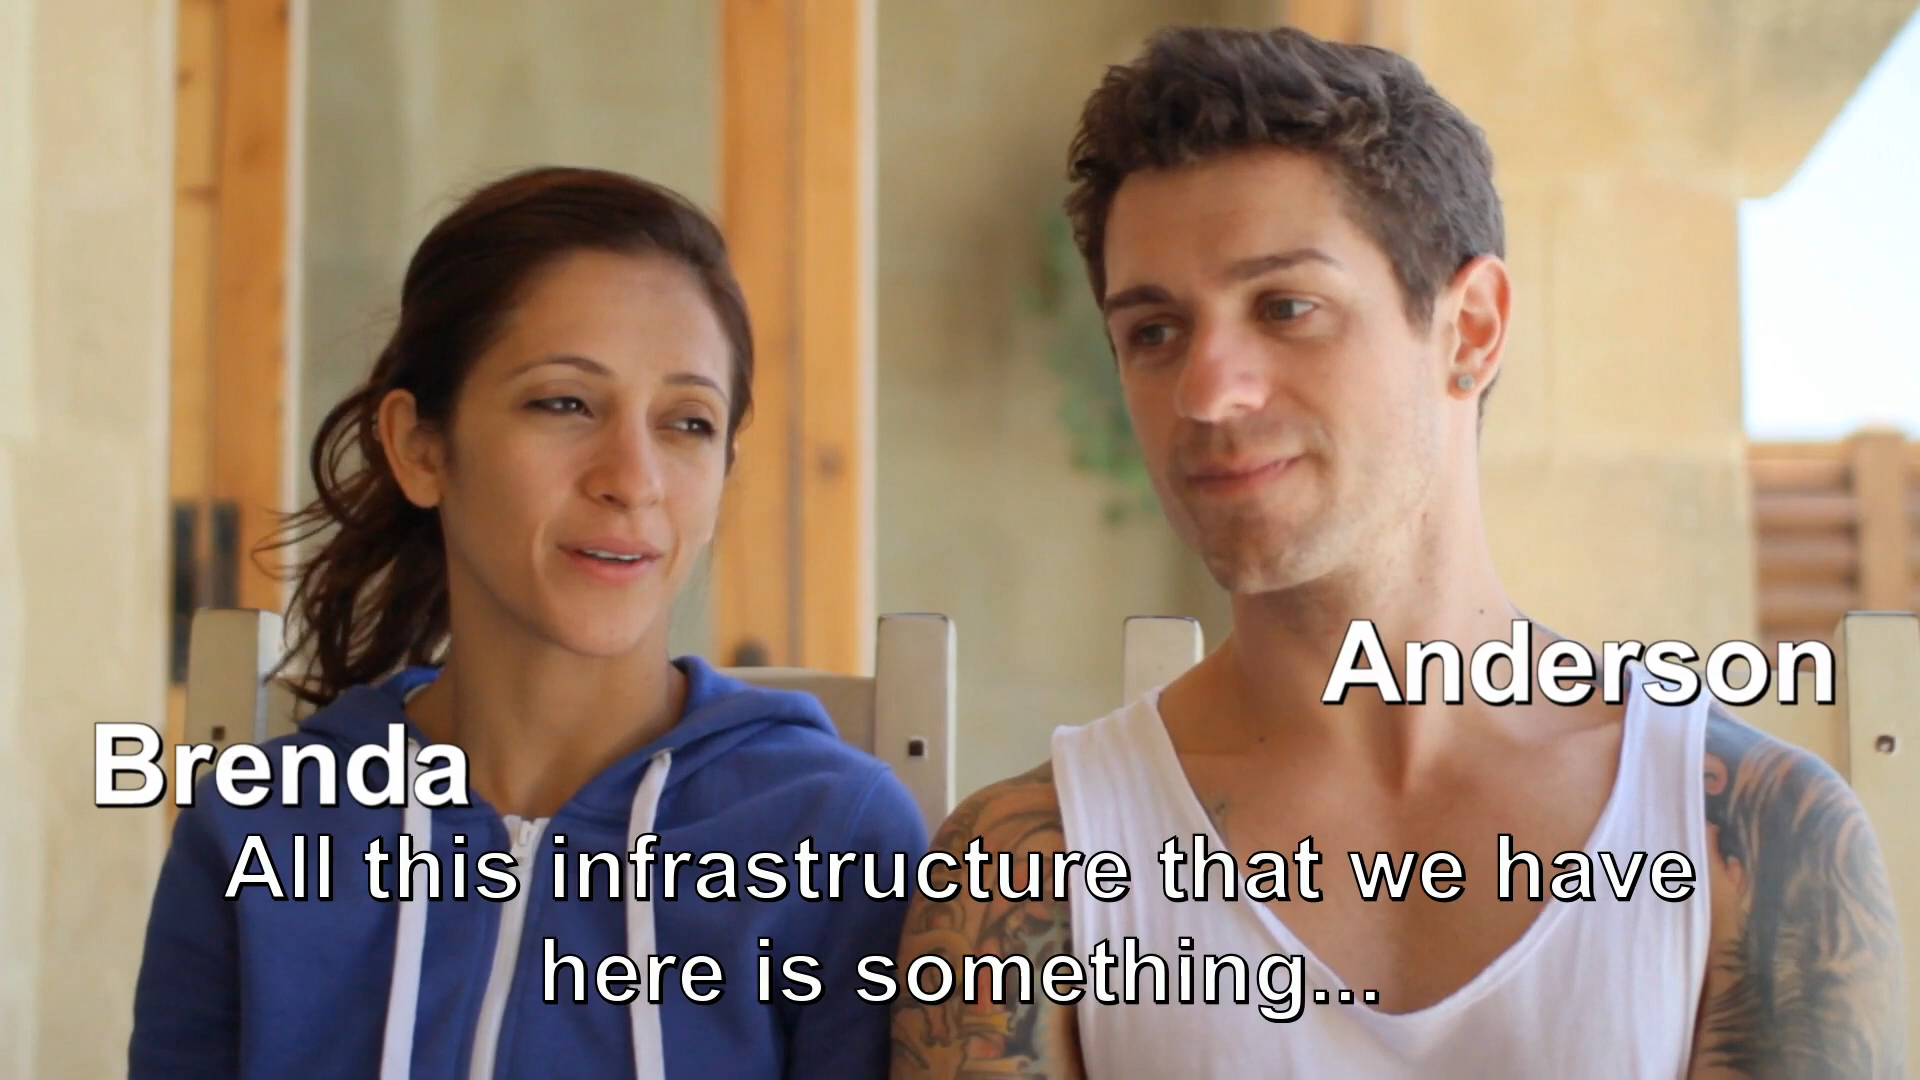 Anderson
Brenda
All this infrastructure that we have
here is something...